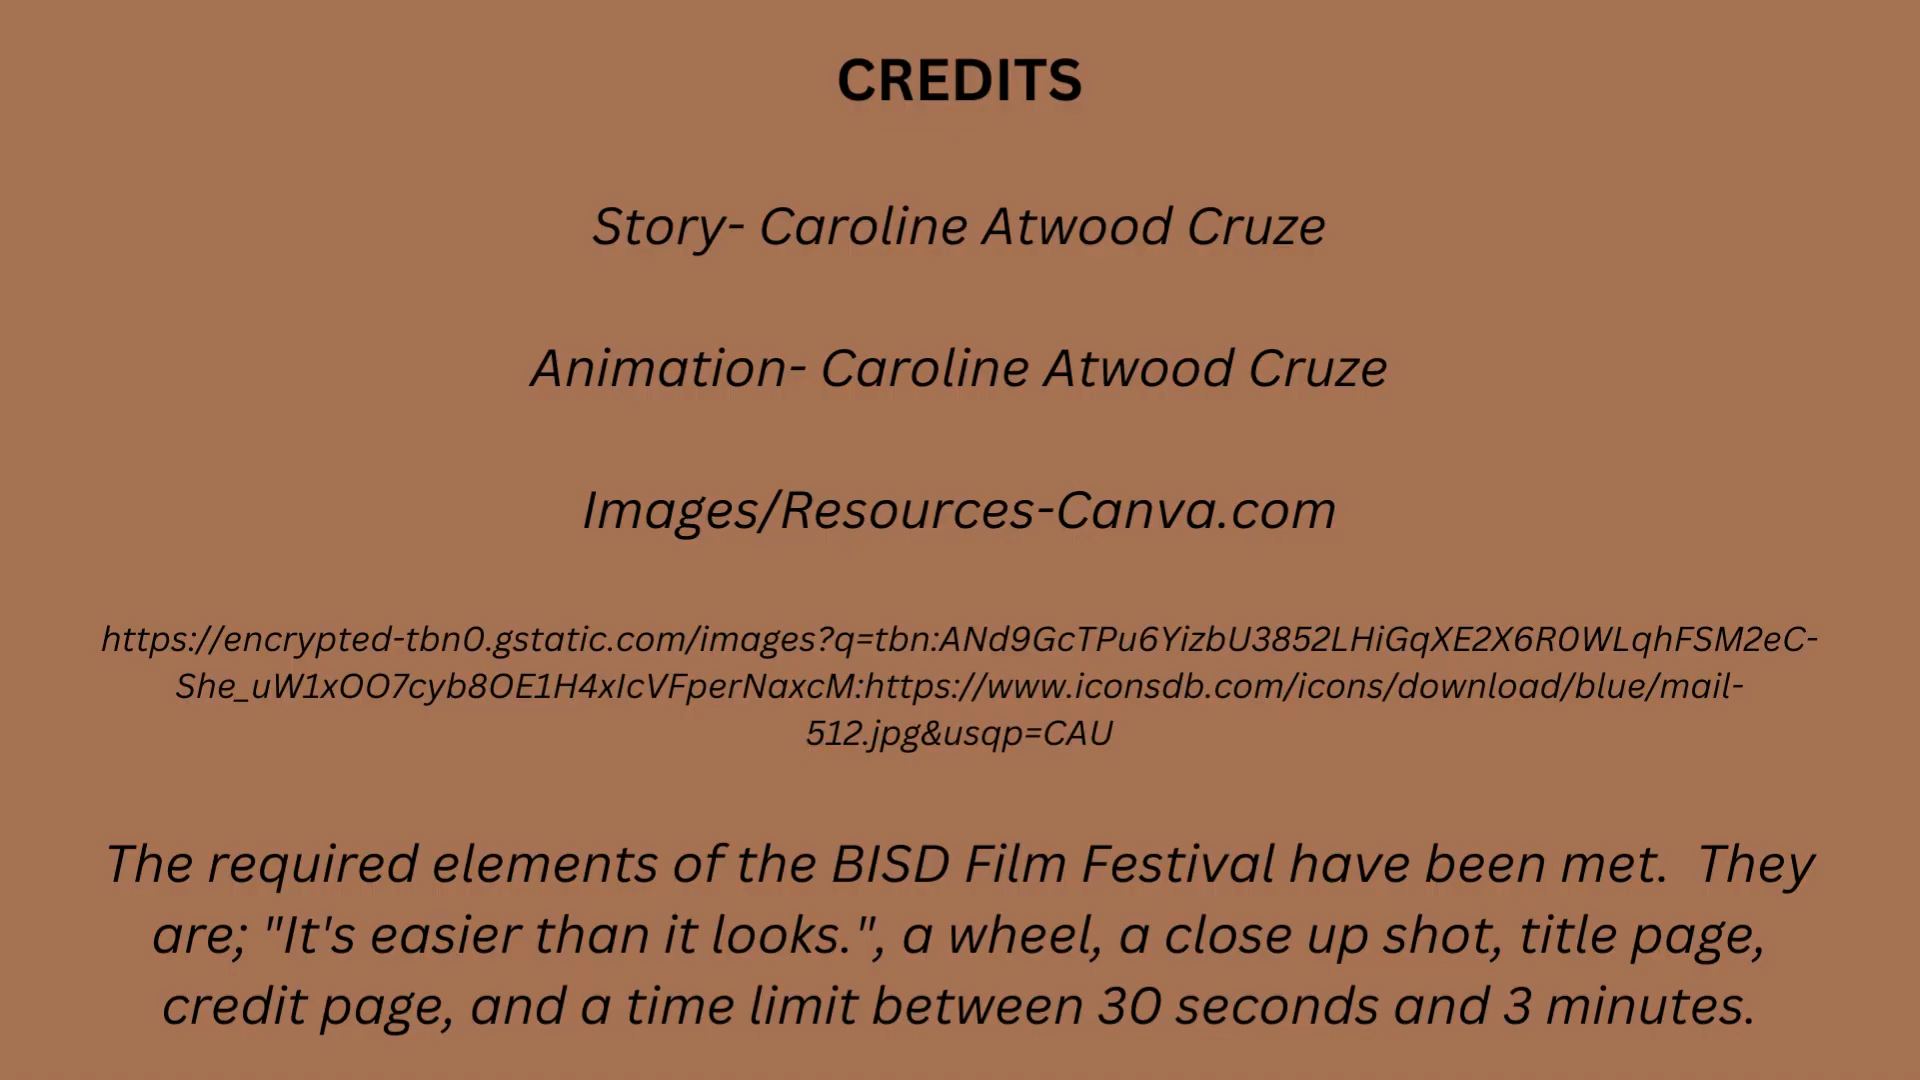 CREDITS
Story- Caroline Atwood Cruze
Animation- Caroline Atwood Cruze
Images/Resources-Canva.com
https://encrypted-tbn0.gstatic.com/images?q=tbn:ANd9GcTPu6YizbU3852LHiGqXE2X6R0WLqhFSM2eC-
She_uW1xOO7cyb8OE1H4xIcVFperNaxcM:https://www.iconsdb.com/icons/download/blue/mail-
512.jpg&usqp=CAU
The required elements of the BISD Film Festival have been met.  They
are; "It's easier than it looks.", a wheel, a close up shot, title page,
credit page, and a time limit between 30 seconds and 3 minutes.